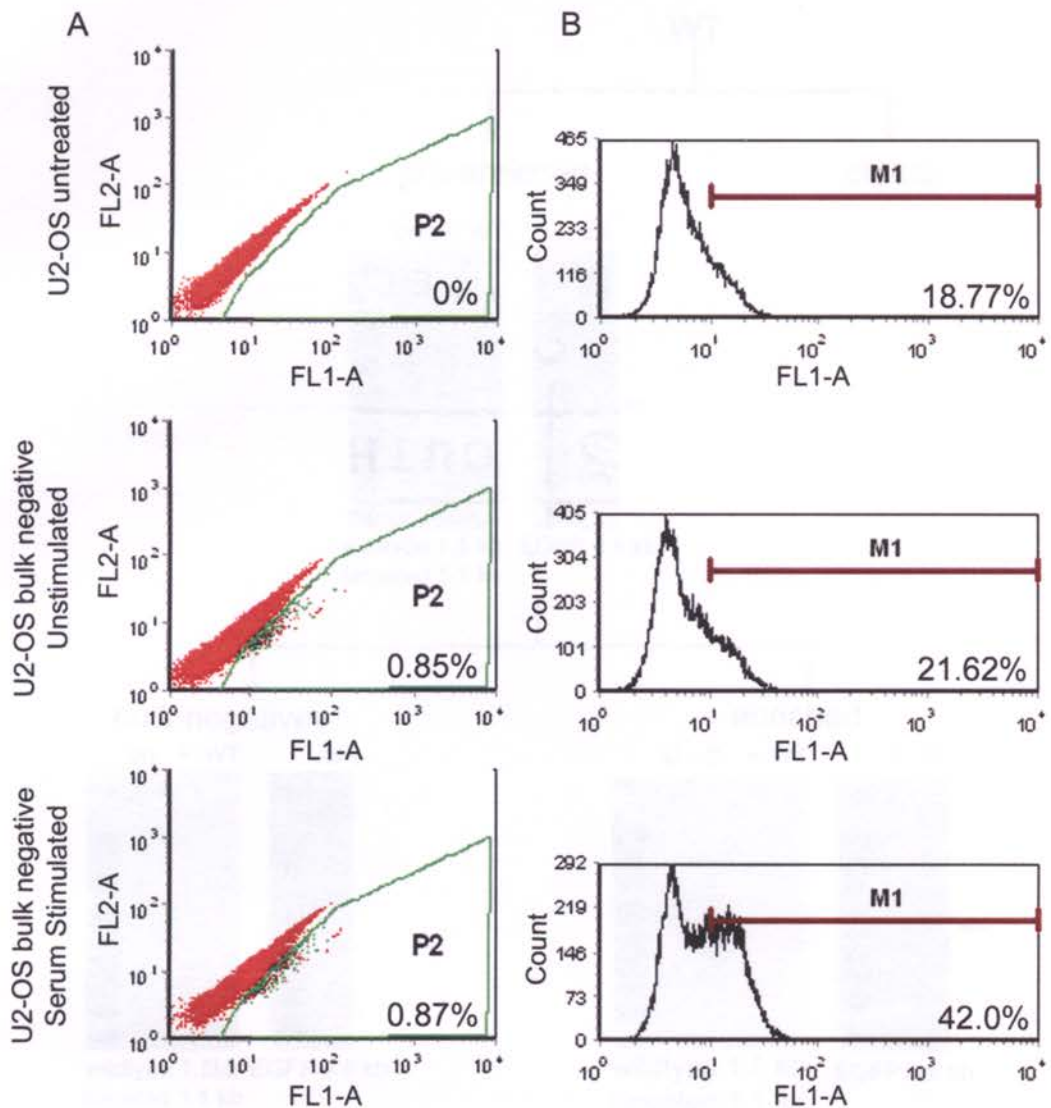 A
B
U2-OS untreated
FL2-A
10⁴
10³
10²
10¹
10⁰
P2
0%
10⁰ 10¹ 10² 10³ 10⁴
FL1-A
Count
465
349
233
116
0
M1
18.77%
10⁰ 10¹ 10² 10³ 10⁴
FL1-A
U2-OS bulk negative
Unstimulated
FL2-A
10⁴
10³
10²
10¹
10⁰
P2
0.85%
10⁰ 10¹ 10² 10³ 10⁴
FL1-A
Count
405
304
203
101
0
M1
21.62%
10⁰ 10¹ 10² 10³ 10⁴
FL1-A
U2-OS bulk negative
Serum Stimulated
FL2-A
10⁴
10³
10²
10¹
10⁰
P2
0.87%
10⁰ 10¹ 10² 10³ 10⁴
FL1-A
Count
292
219
146
73
0
M1
42.0%
10⁰ 10¹ 10² 10³ 10⁴
FL1-A